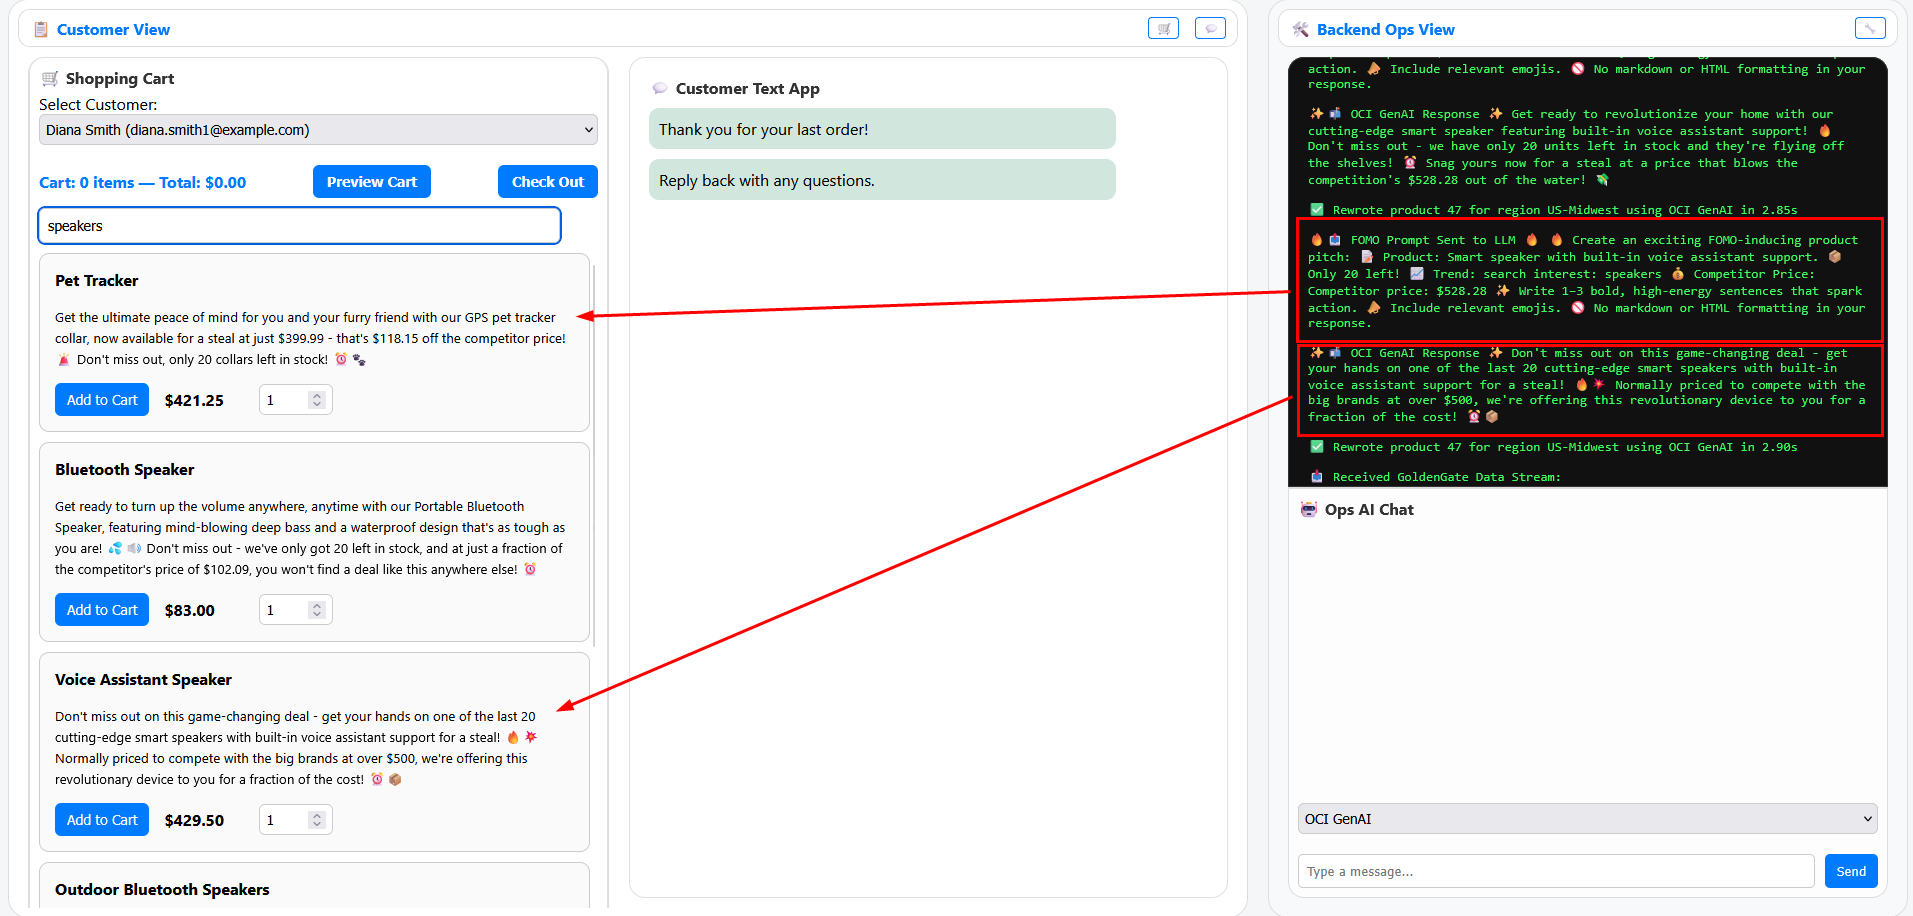 📋 Customer View
🛒 Shopping Cart
Select Customer:
Diana Smith (diana.smith1@example.com)
Cart: 0 items — Total: $0.00
Preview Cart
Check Out
speakers
Pet Tracker
Get the ultimate peace of mind for you and your furry friend with our GPS pet tracker
collar, now available for a steal at just $399.99 - that's $118.15 off the competitor price!
🚨 Don't miss out, only 20 collars left in stock! ⏰ 🐾
Add to Cart
$421.25
1
Bluetooth Speaker
Get ready to turn up the volume anywhere, anytime with our Portable Bluetooth
Speaker, featuring mind-blowing deep bass and a waterproof design that's as tough as
you are! 💦 🔊 Don't miss out - we've only got 20 left in stock, and at just a fraction of
the competitor's price of $102.09, you won't find a deal like this anywhere else! ⏰
Add to Cart
$83.00
1
Voice Assistant Speaker
Don't miss out on this game-changing deal - get your hands on one of the last 20
cutting-edge smart speakers with built-in voice assistant support for a steal! 🔥 💥
Normally priced to compete with the big brands at over $500, we're offering this
revolutionary device to you for a fraction of the cost! ⏰ 📦
Add to Cart
$429.50
1
Outdoor Bluetooth Speakers
💬 Customer Text App
Thank you for your last order!
Reply back with any questions.
🛠️ Backend Ops View
action. 📣 Include relevant emojis. 🚫 No markdown or HTML formatting in your
response.
✨ 📬 OCI GenAI Response ✨ Get ready to revolutionize your home with our
cutting-edge smart speaker featuring built-in voice assistant support! 🔥
Don't miss out - we have only 20 units left in stock and they're flying off
the shelves! ⏰ Snag yours now for a steal at a price that blows the
competition's $528.28 out of the water! 💸
✅ Rewrote product 47 for region US-Midwest using OCI GenAI in 2.85s
🔥 📤 FOMO Prompt Sent to LLM 🔥 🔥 Create an exciting FOMO-inducing product
pitch: 📝 Product: Smart speaker with built-in voice assistant support. 📦
Only 20 left! 📈 Trend: search interest: speakers 💰 Competitor Price:
Competitor price: $528.28 ✨ Write 1–3 bold, high-energy sentences that spark
action. 📣 Include relevant emojis. 🚫 No markdown or HTML formatting in your
response.
✨ 📬 OCI GenAI Response ✨ Don't miss out on this game-changing deal - get
your hands on one of the last 20 cutting-edge smart speakers with built-in
voice assistant support for a steal! 🔥 💥 Normally priced to compete with the
big brands at over $500, we're offering this revolutionary device to you for a
fraction of the cost! ⏰ 📦
✅ Rewrote product 47 for region US-Midwest using OCI GenAI in 2.90s
📥 Received GoldenGate Data Stream:
🤖 Ops AI Chat
OCI GenAI
Type a message...
Send